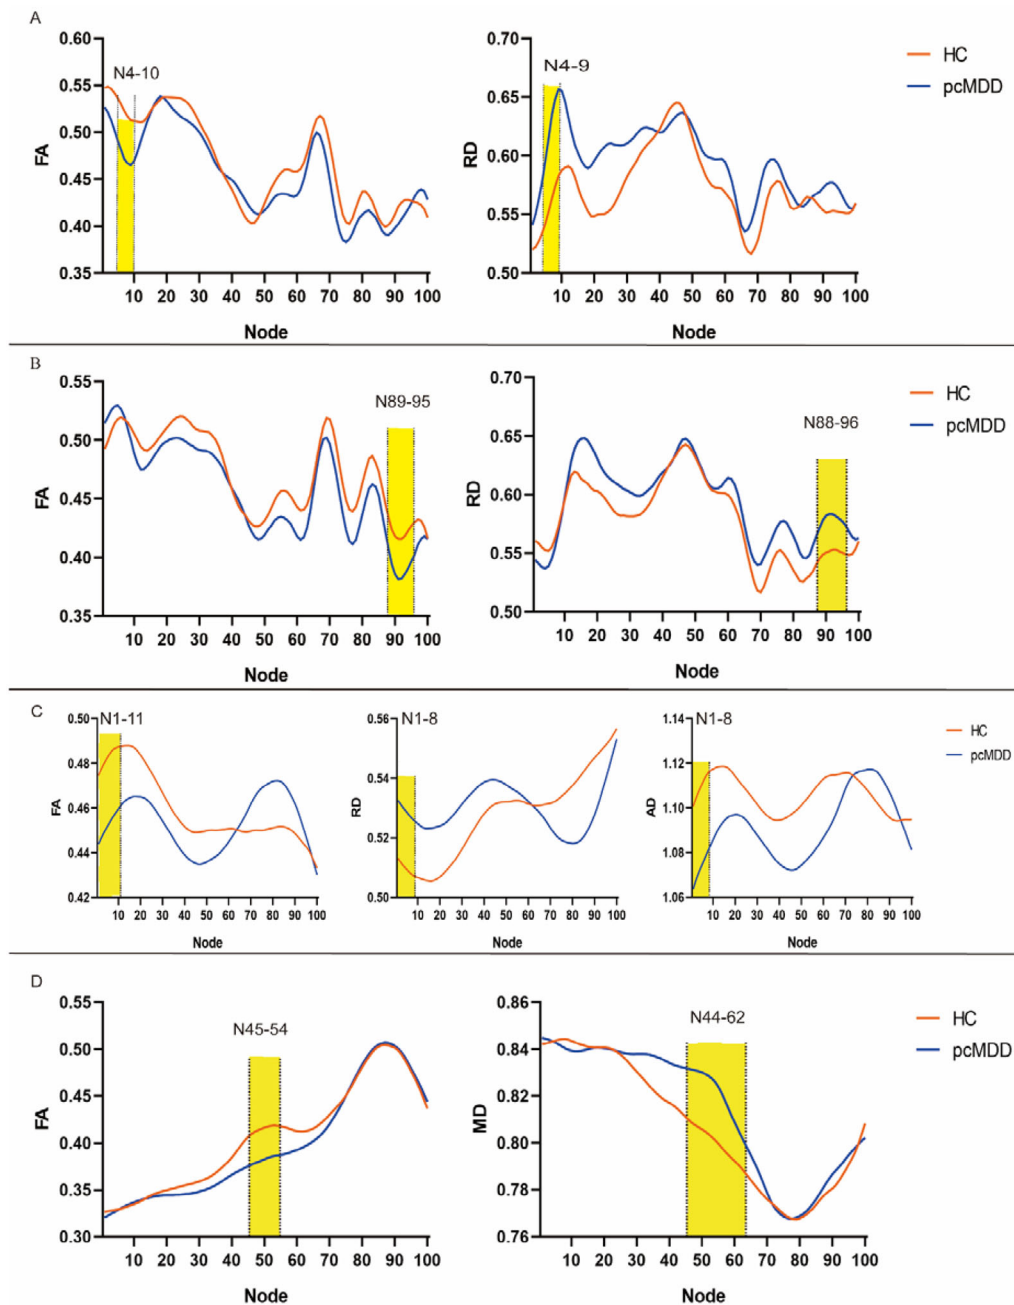 A
0.60
0.55
0.50
0.45
0.40
0.35
FA
N4-10
10 20 30 40 50 60 70 80 90 100
Node
0.70
0.65
0.60
0.55
0.50
RD
N4-9
10 20 30 40 50 60 70 80 90 100
Node
HC
pcMDD
B
0.55
0.50
0.45
0.40
0.35
FA
N89-95
10 20 30 40 50 60 70 80 90 100
Node
0.70
0.65
0.60
0.55
0.50
RD
N88-96
10 20 30 40 50 60 70 80 90 100
Node
HC
pcMDD
C
0.50
0.48
0.46
0.44
0.42
FA
N1-11
10 20 30 40 50 60 70 80 90 100
Node
0.56
0.54
0.52
0.50
RD
N1-8
10 20 30 40 50 60 70 80 90 100
Node
1.14
1.12
1.10
1.08
1.06
AD
N1-8
10 20 30 40 50 60 70 80 90 100
Node
HC
pcMDD
D
0.55
0.50
0.45
0.40
0.35
0.30
FA
N45-54
10 20 30 40 50 60 70 80 90 100
Node
0.86
0.84
0.82
0.80
0.78
0.76
MD
N44-62
10 20 30 40 50 60 70 80 90 100
Node
HC
pcMDD